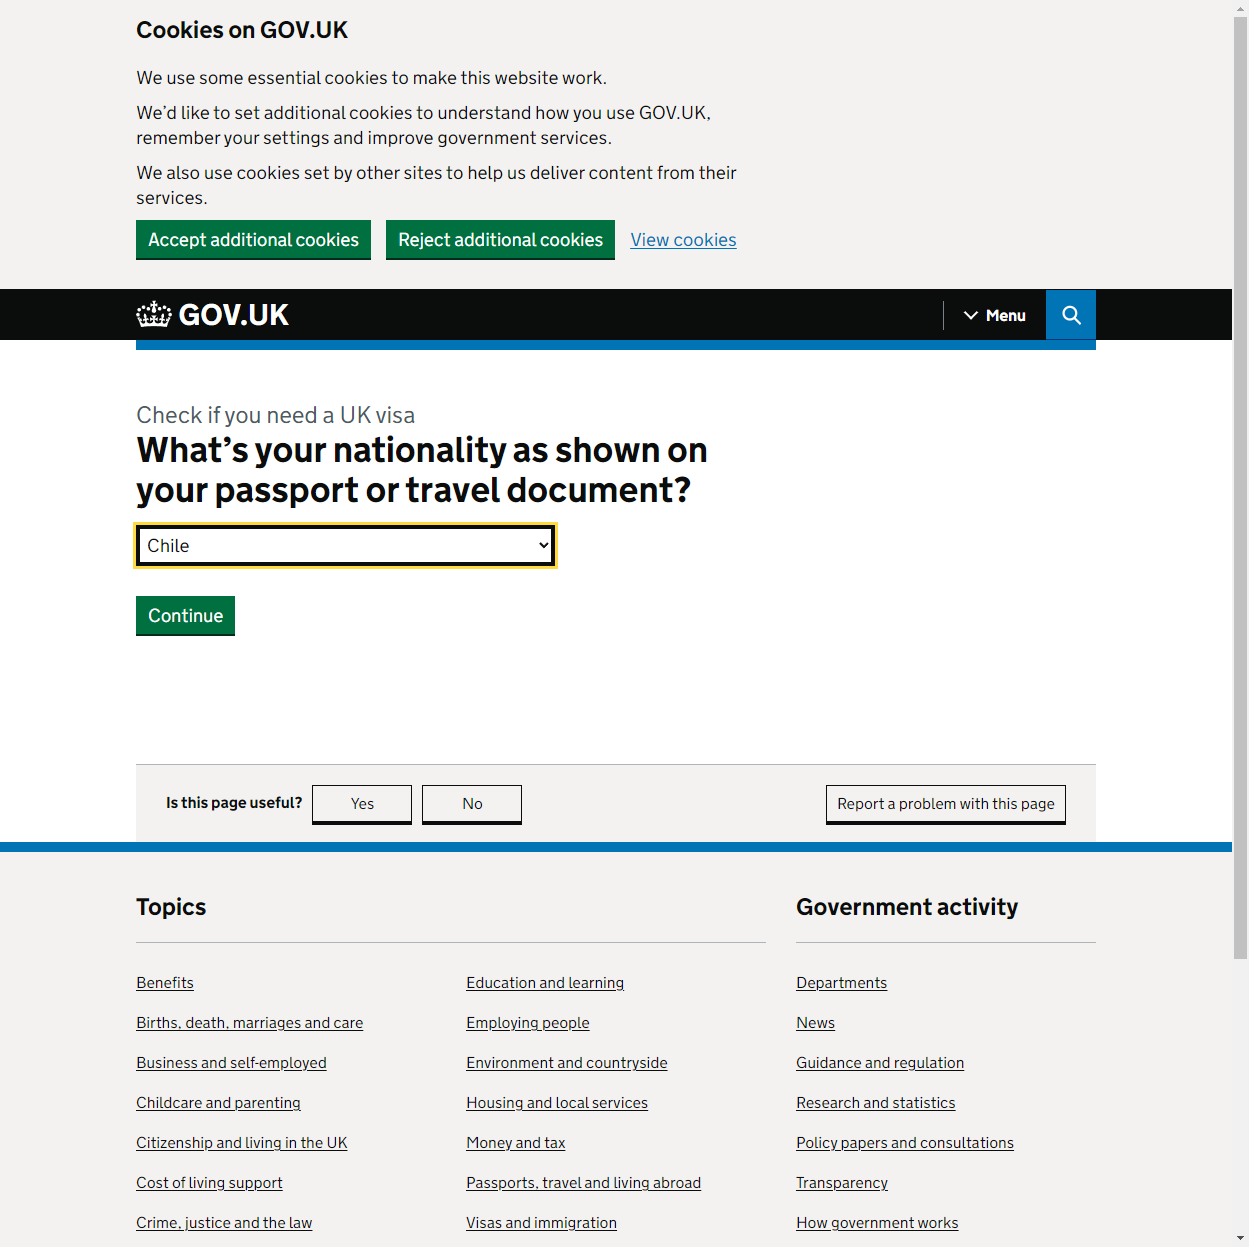 Cookies on GOV.UK
We use some essential cookies to make this website work.
We’d like to set additional cookies to understand how you use GOV.UK,
remember your settings and improve government services.
We also use cookies set by other sites to help us deliver content from their
services.
Accept additional cookies Reject additional cookies View cookies
GOV.UK Menu
Check if you need a UK visa
What’s your nationality as shown on
your passport or travel document?
Chile
Continue
Is this page useful? Yes No Report a problem with this page
Topics Government activity
Benefits Education and learning Departments
Births, death, marriages and care Employing people News
Business and self-employed Environment and countryside Guidance and regulation
Childcare and parenting Housing and local services Research and statistics
Citizenship and living in the UK Money and tax Policy papers and consultations
Cost of living support Passports, travel and living abroad Transparency
Crime, justice and the law Visas and immigration How government works